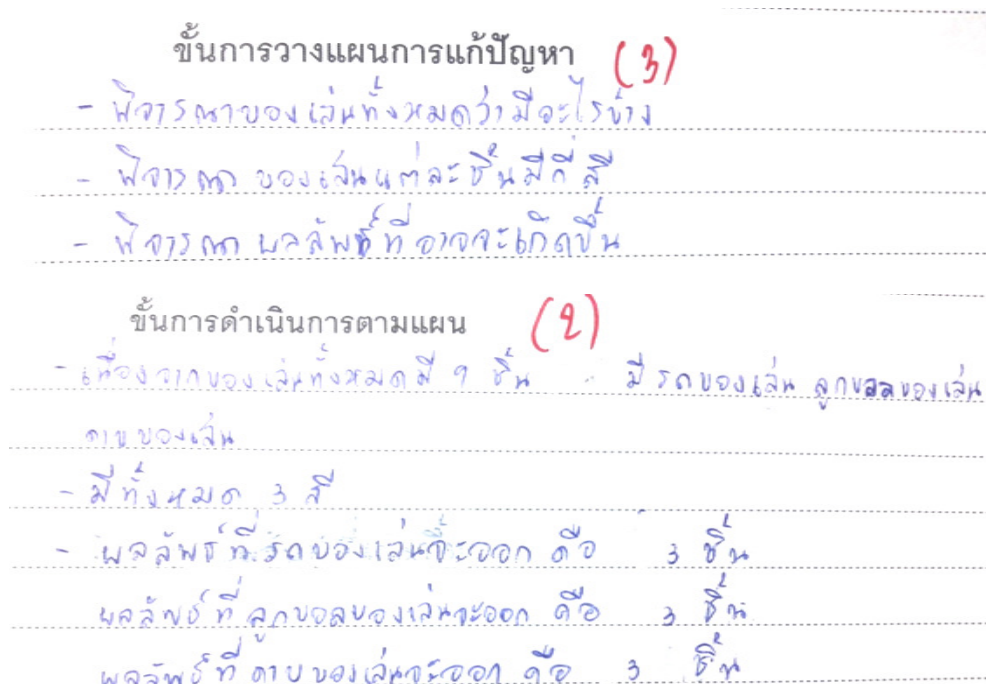 ขั้นการวางแผนการแก้ปัญหา (3)
- พิจารณาของเล่นทั้งหมดว่ามีอะไรบ้าง
- พิจารณา ของเล่นแต่ละชิ้นมีกี่สี
- พิจารณา ผลลัพธ์ที่อาจจะเกิดขึ้น
ขั้นการดำเนินการตามแผน (2)
- เนื่องจากของเล่นทั้งหมดมี 9 ชิ้น มี รถของเล่น ลูกบอลของเล่น
ดาบของเล่น
- มีทั้งหมด 3 สี
- ผลลัพธ์ที่รถของเล่นจะออก คือ 3 ชิ้น
ผลลัพธ์ที่ลูกบอลของเล่นจะออก คือ 3 ชิ้น
ผลลัพธ์ที่ ดาบของเล่นจะออก คือ 3 ชิ้น